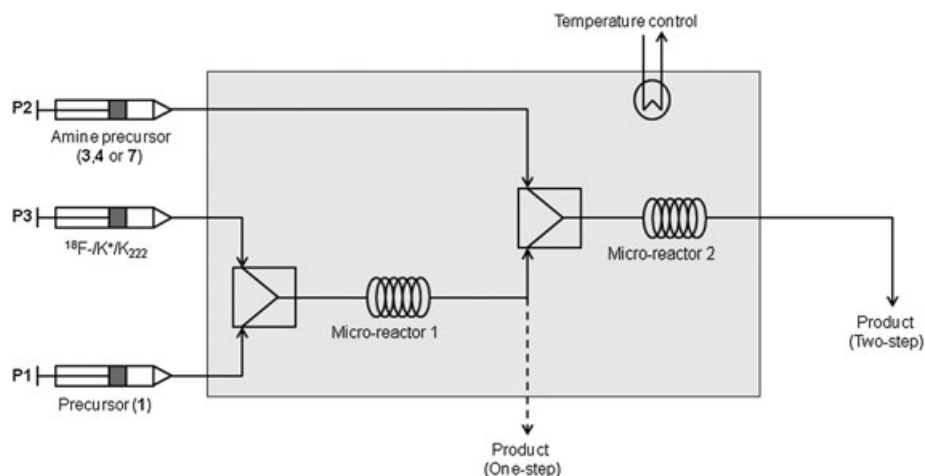 Temperature control
P2
Amine precursor
(3,4 or 7)
P3
¹⁸F-/K⁺/K₂₂₂
Micro-reactor 2
Micro-reactor 1
Product
(Two-step)
P1
Precursor (1)
Product
(One-step)